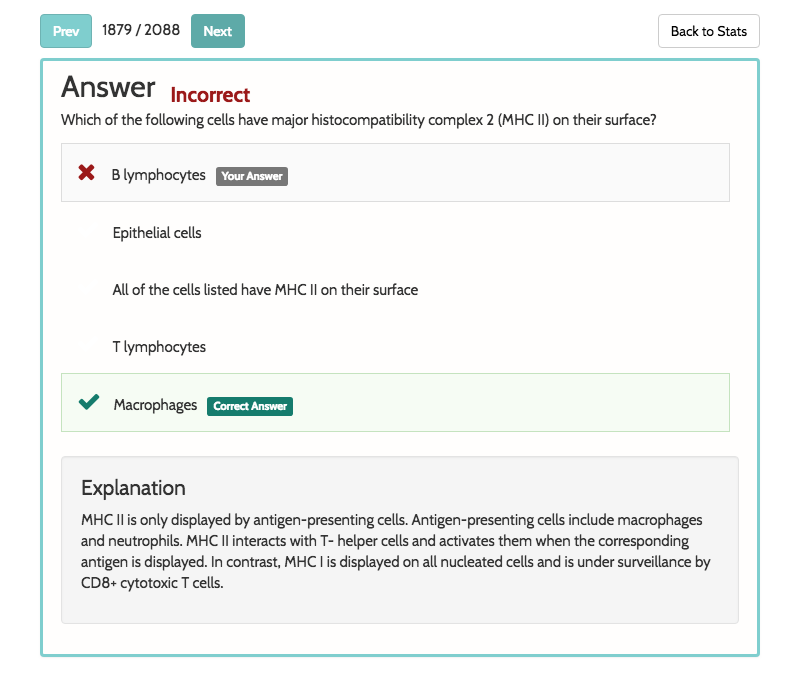 Prev 1879 / 2088 Next Back to Stats
Answer Incorrect
Which of the following cells have major histocompatibility complex 2 (MHC II) on their surface?
B lymphocytes Your Answer
Epithelial cells
All of the cells listed have MHC II on their surface
T lymphocytes
Macrophages Correct Answer
Explanation
MHC II is only displayed by antigen-presenting cells. Antigen-presenting cells include macrophages
and neutrophils. MHC II interacts with T- helper cells and activates them when the corresponding
antigen is displayed. In contrast, MHC I is displayed on all nucleated cells and is under surveillance by
CD8+ cytotoxic T cells.